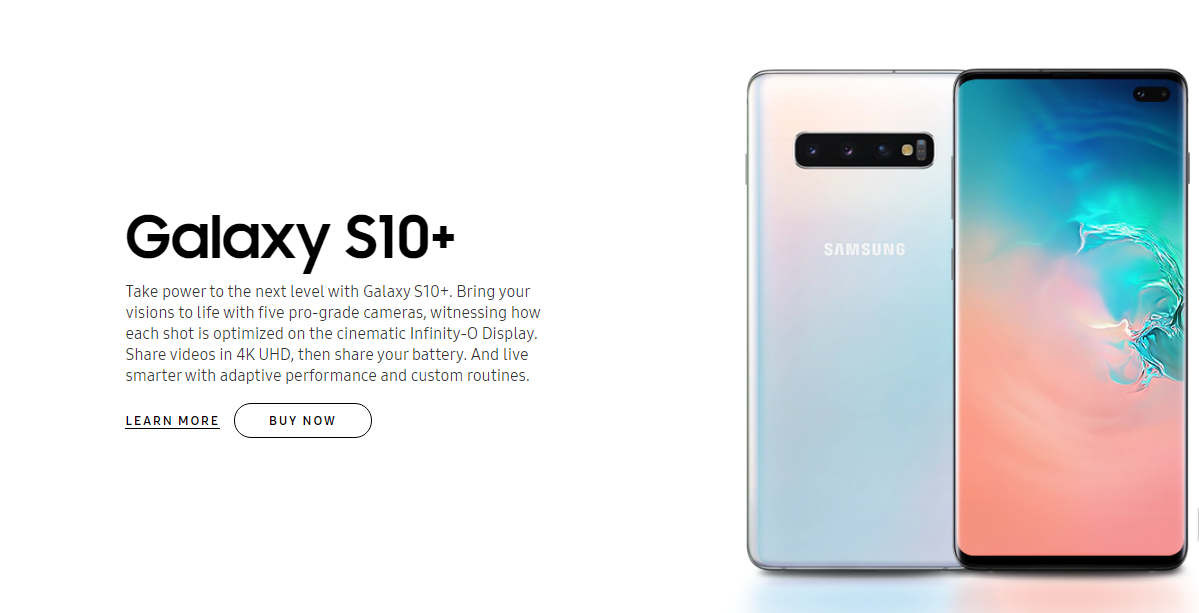 Galaxy S10+
Take power to the next level with Galaxy S10+. Bring your
visions to life with five pro-grade cameras, witnessing how
each shot is optimized on the cinematic Infinity-O Display.
Share videos in 4K UHD, then share your battery. And live
smarter with adaptive performance and custom routines.
LEARN MORE BUY NOW
SAMSUNG